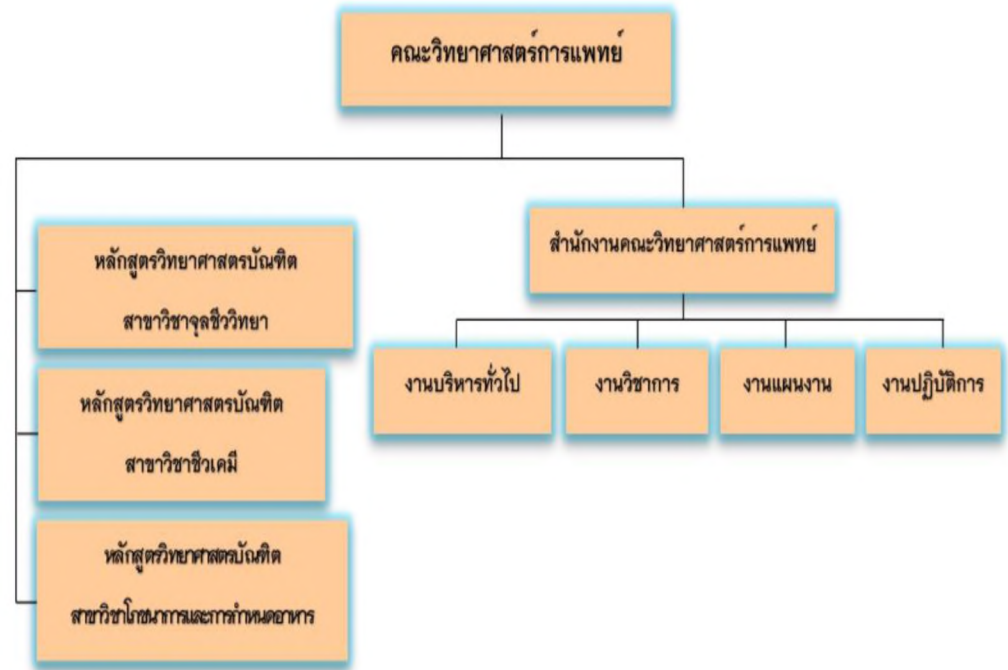 คณะวิทยาศาสตร์การแพทย์
สำนักงานคณะวิทยาศาสตร์การแพทย์
หลักสูตรวิทยาศาสตรบัณฑิต
สาขาวิชาจุลชีววิทยา
งานบริหารทั่วไป
งานวิชาการ
งานแผนงาน
งานปฏิบัติการ
หลักสูตรวิทยาศาสตรบัณฑิต
สาขาวิชาชีวเคมี
หลักสูตรวิทยาศาสตรบัณฑิต
สาขาวิชาโภชนาการและการกำหนดอาหาร